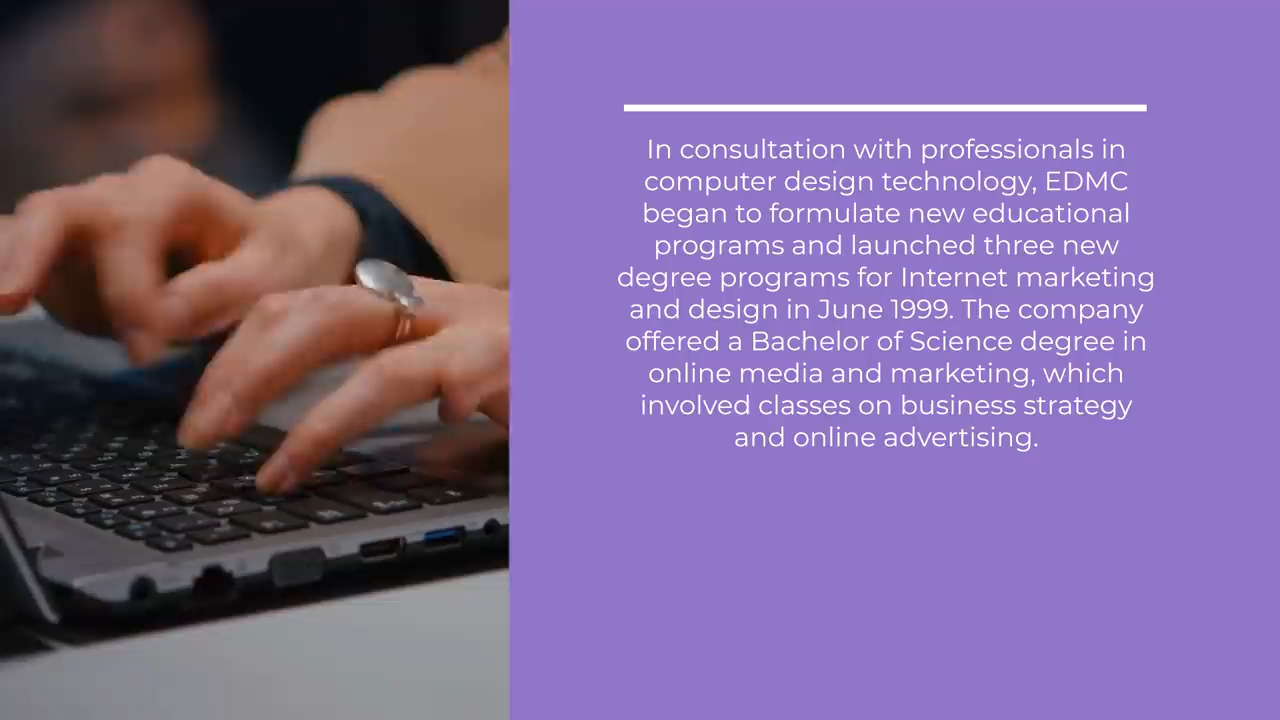 In consultation with professionals in
computer design technology, EDMC
began to formulate new educational
programs and launched three new
degree programs for Internet marketing
and design in June 1999. The company
offered a Bachelor of Science degree in
online media and marketing, which
involved classes on business strategy
and online advertising.